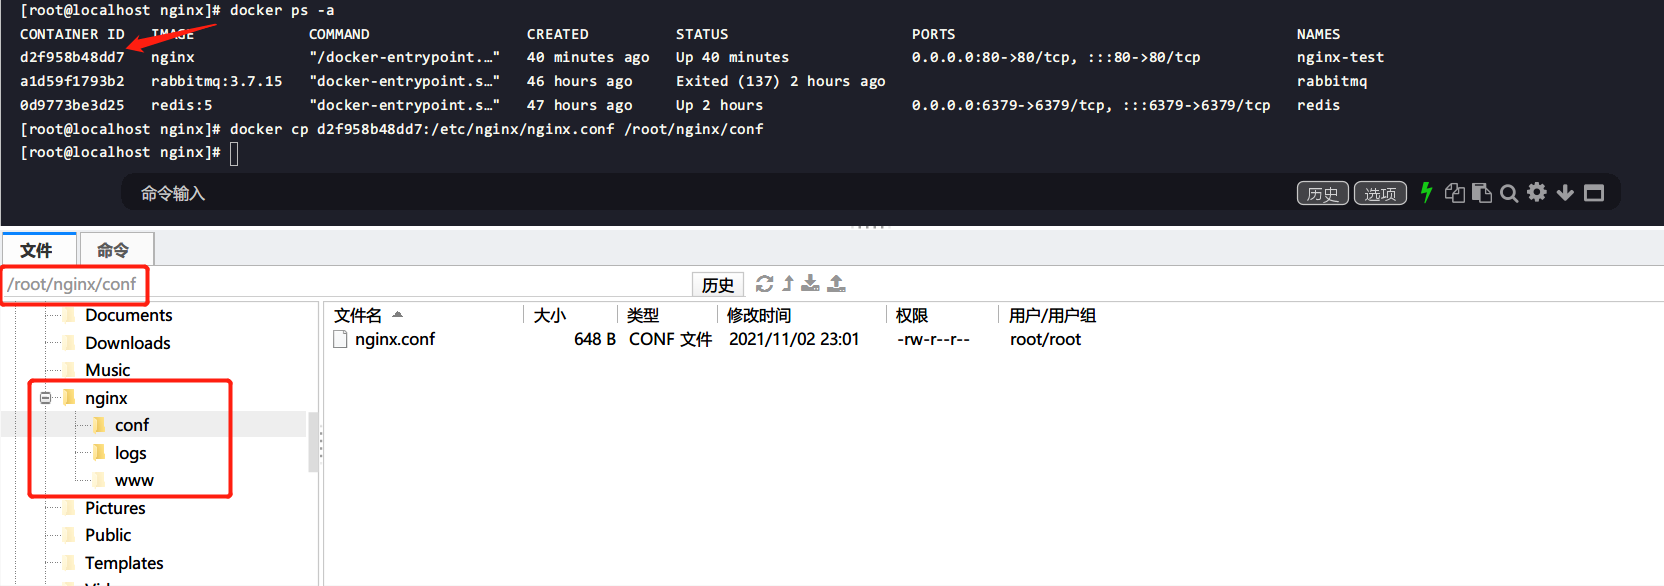 [root@localhost nginx]# docker ps -a
CONTAINER ID IMAGE COMMAND CREATED STATUS PORTS NAMES
d2f958b48dd7 nginx "/docker-entrypoint.…" 40 minutes ago Up 40 minutes 0.0.0.0:80->80/tcp, :::80->80/tcp nginx-test
a1d59f1793b2 rabbitmq:3.7.15 "docker-entrypoint.s…" 46 hours ago Exited (137) 2 hours ago rabbitmq
0d9773be3d25 redis:5 "docker-entrypoint.s…" 47 hours ago Up 2 hours 0.0.0.0:6379->6379/tcp, :::6379->6379/tcp redis
[root@localhost nginx]# docker cp d2f958b48dd7:/etc/nginx/nginx.conf /root/nginx/conf
[root@localhost nginx]#
命令输入 历史 选项
文件 命令
/root/nginx/conf 历史
文件名 大小 类型 修改时间 权限 用户/用户组
nginx.conf 648 B CONF 文件 2021/11/02 23:01 -rw-r--r-- root/root
Documents
Downloads
Music
nginx
conf
logs
www
Pictures
Public
Templates